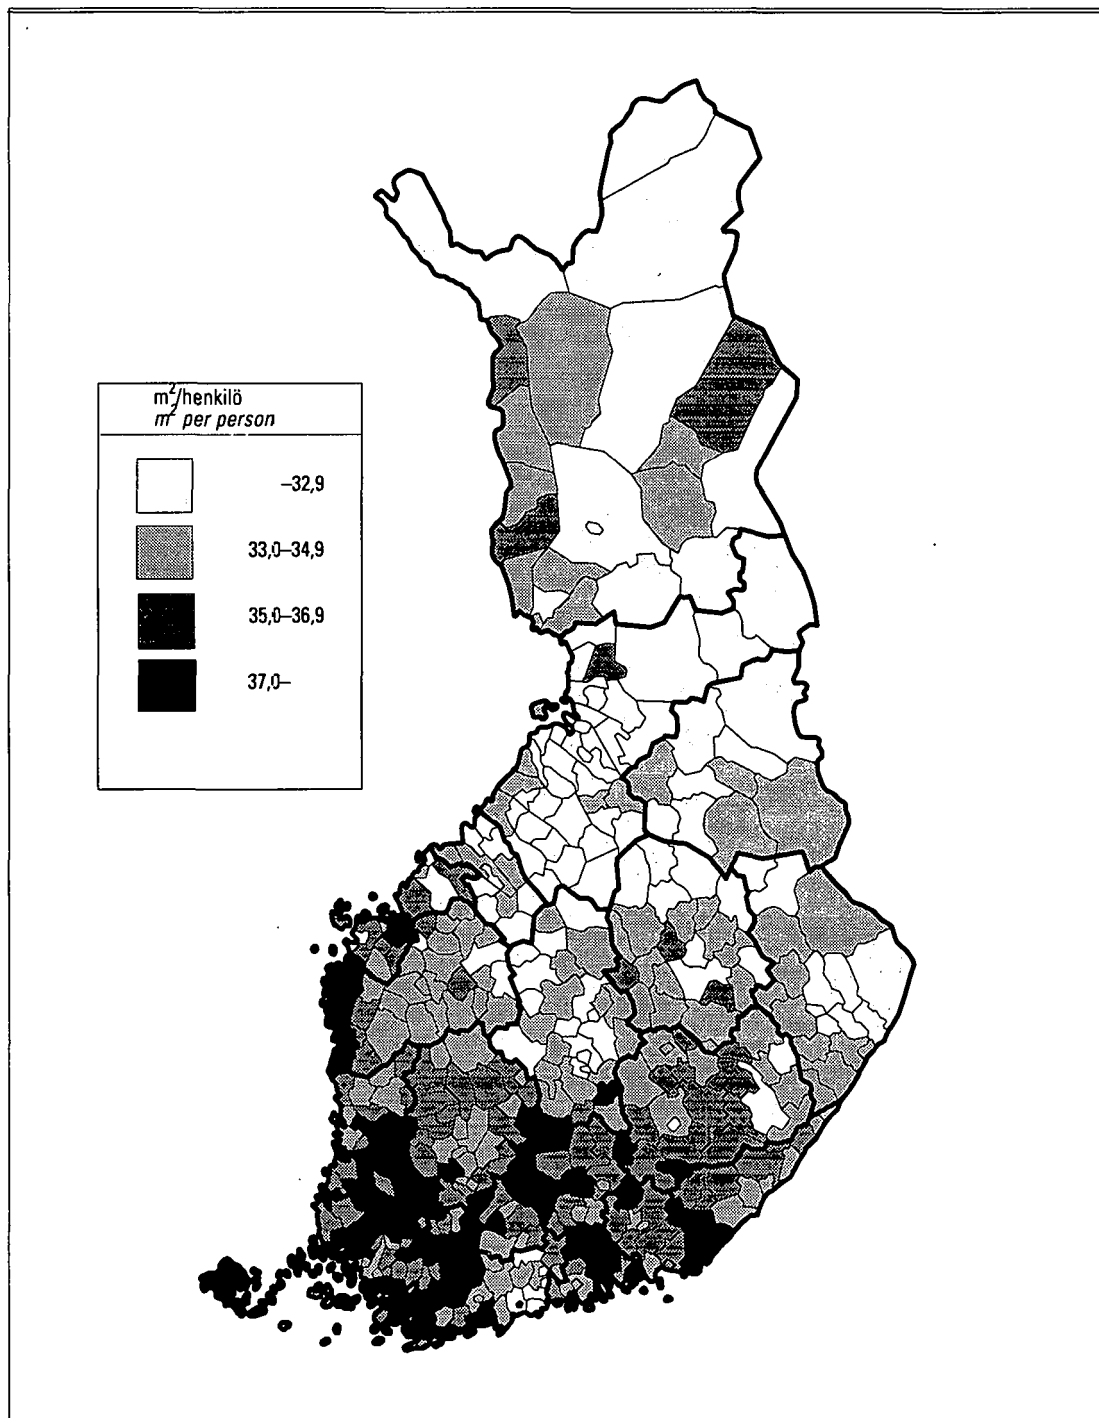 m²/henkilö
m² per person
–32,9
33,0–34,9
35,0–36,9
37,0–